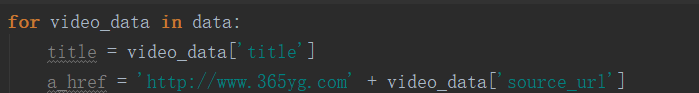 for video_data in data:
    title = video_data['title']
    a_href = 'http://www.365yg.com' + video_data['source_url']